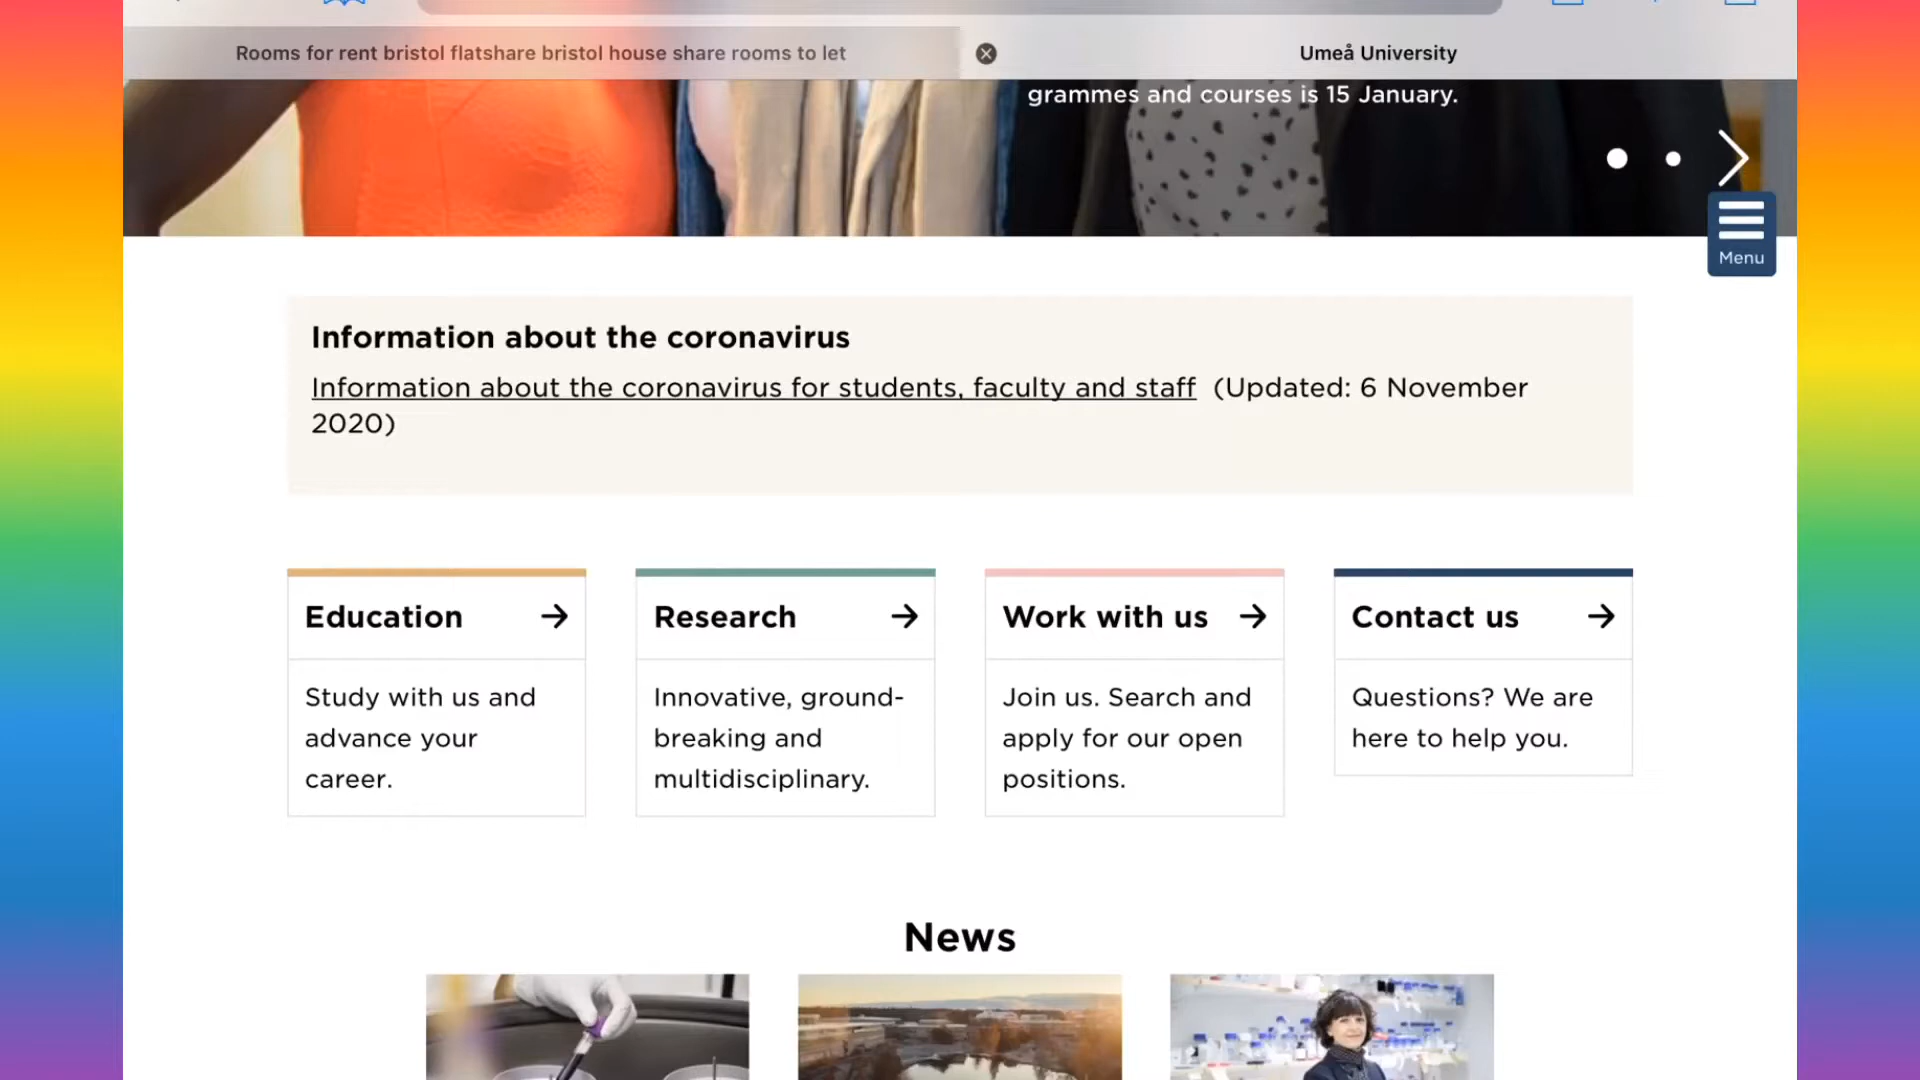 Rooms for rent bristol flatshare bristol house share rooms to let
Umeå University
grammes and courses is 15 January.
Menu
Information about the coronavirus
Information about the coronavirus for students, faculty and staff (Updated: 6 November
2020)
Education
Study with us and
advance your
career.
Research
Innovative, ground-
breaking and
multidisciplinary.
Work with us
Join us. Search and
apply for our open
positions.
Contact us
Questions? We are
here to help you.
News